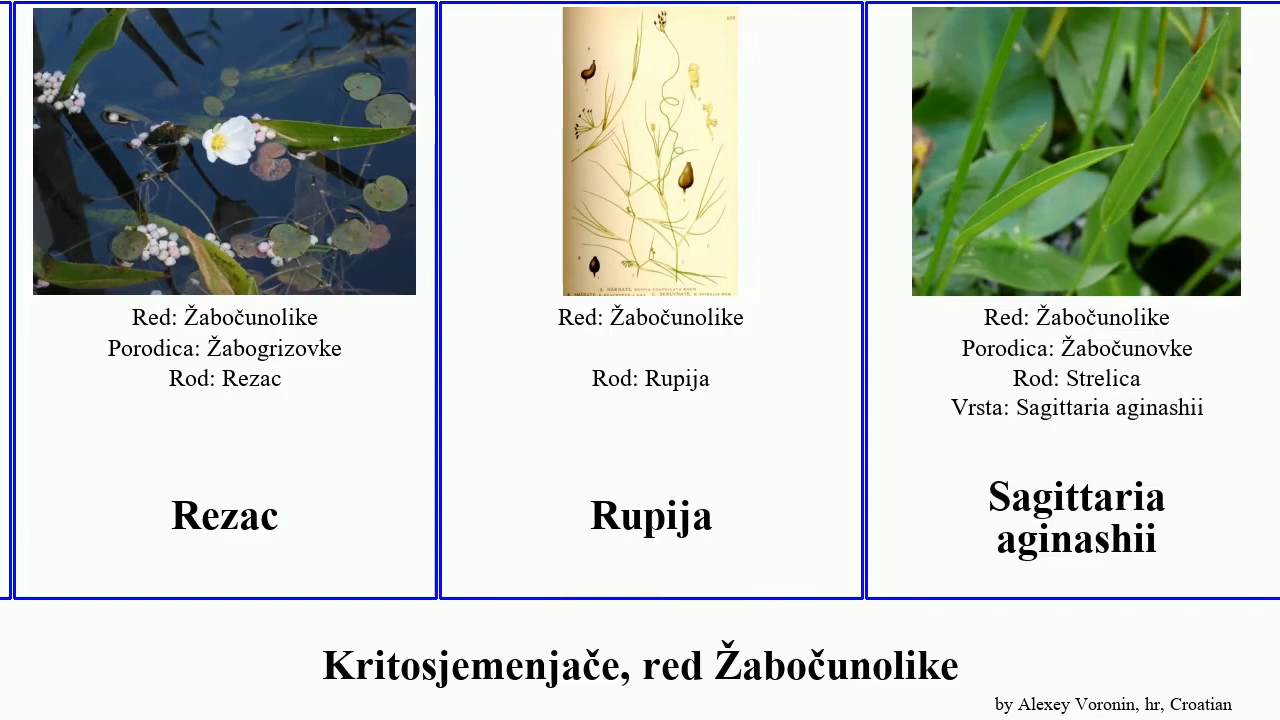 Red: Žabočunolike
Porodica: Žabogrizovke
Rod: Rezac
Rezac
Red: Žabočunolike
Rod: Rupija
Rupija
Red: Žabočunolike
Porodica: Žabočunovke
Rod: Strelica
Vrsta: Sagittaria aginashii
Sagittaria
aginashii
Kritosjemenjače, red Žabočunolike
by Alexey Voronin, hr, Croatian